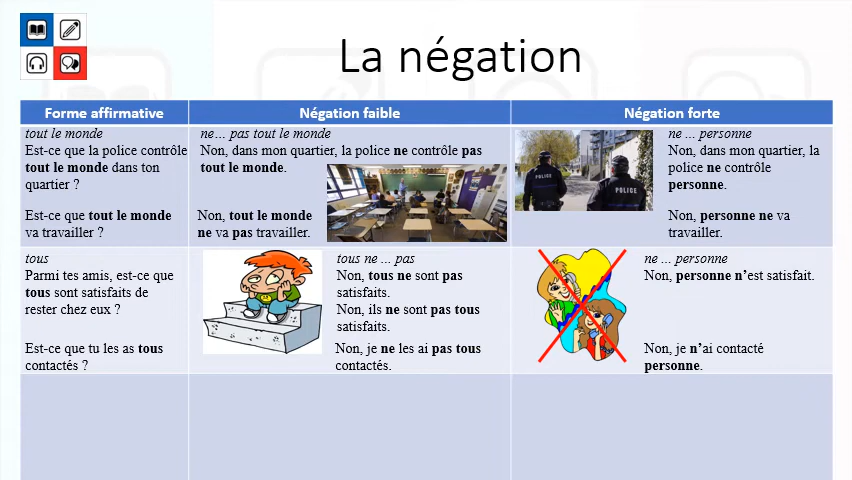 La négation
Forme affirmative
Négation faible
Négation forte
tout le monde
Est-ce que la police contrôle
tout le monde dans ton
quartier ?
Est-ce que tout le monde
va travailler ?
ne… pas tout le monde
Non, dans mon quartier, la police ne contrôle pas
tout le monde.
Non, tout le monde
ne va pas travailler.
POLICE
POLICE
ne ... personne
Non, dans mon quartier, la
police ne contrôle
personne.
Non, personne ne va
travailler.
tous
Parmi tes amis, est-ce que
tous sont satisfaits de
rester chez eux ?
Est-ce que tu les as tous
contactés ?
tous ne ... pas
Non, tous ne sont pas
satisfaits.
Non, ils ne sont pas tous
satisfaits.
Non, je ne les ai pas tous
contactés.
ne ... personne
Non, personne n’est satisfait.
Non, je n’ai contacté
personne.